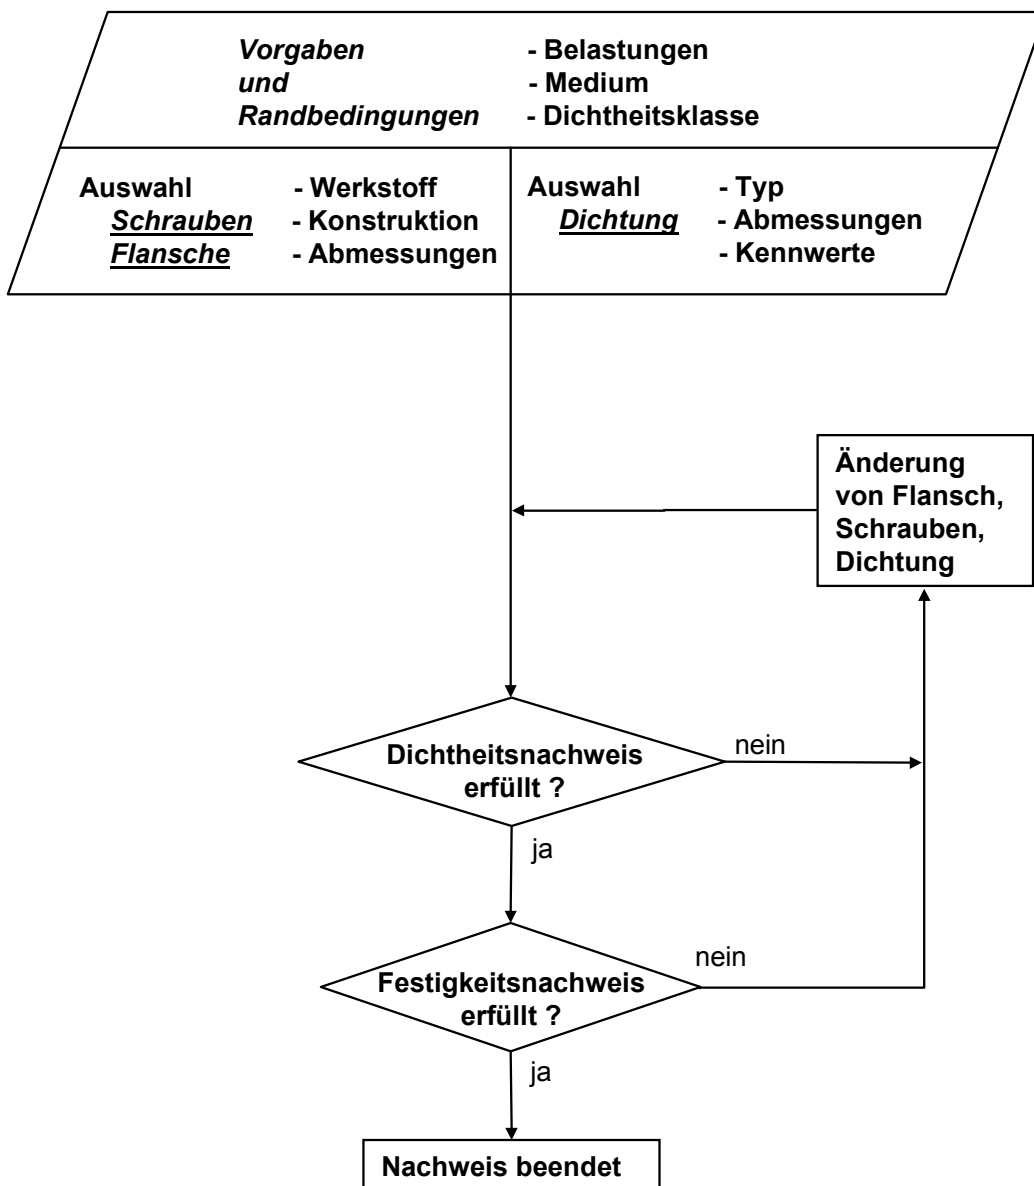 Vorgaben - Belastungen
und - Medium
Randbedingungen - Dichtheitsklasse
Auswahl - Werkstoff
Schrauben - Konstruktion
Flansche - Abmessungen
Auswahl - Typ
Dichtung - Abmessungen
- Kennwerte
Änderung
von Flansch,
Schrauben,
Dichtung
Dichtheitsnachweis
erfüllt ?
nein
ja
Festigkeitsnachweis
erfüllt ?
nein
ja
Nachweis beendet